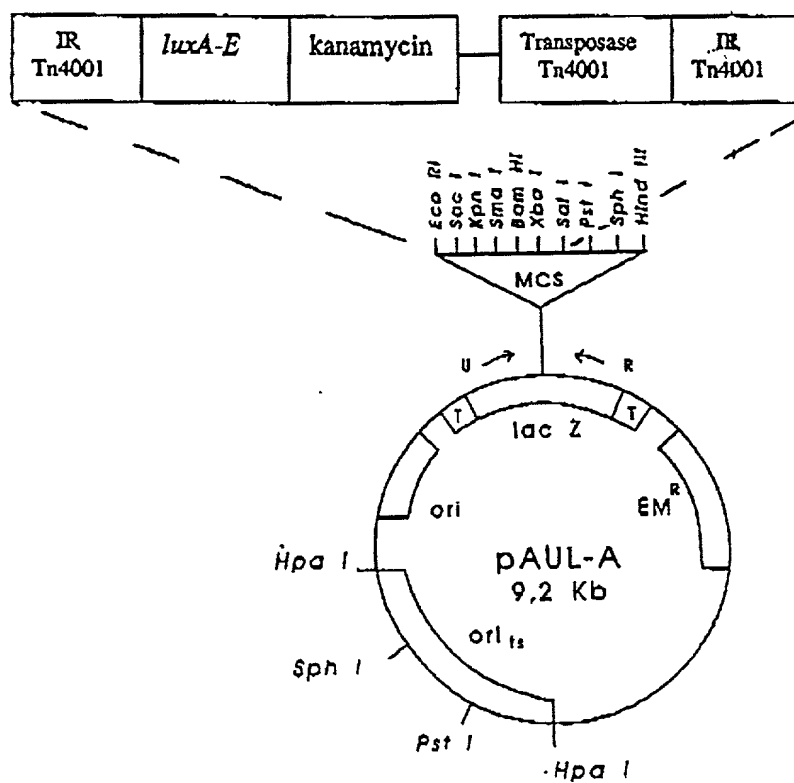 IR
Tn4001
luxA-E
kanamycin
Transposase
Tn4001
IR
Tn4001
Eco RI
Sac I
Kpn I
Sma I
Bam HI
Xba I
Sal I
Pst I
Sph I
Hind III
MCS
U
R
T
T
lac Z
ori
EM R
Hpa I
pAUL-A
9,2 Kb
ori ts
Sph I
Pst I
Hpa I